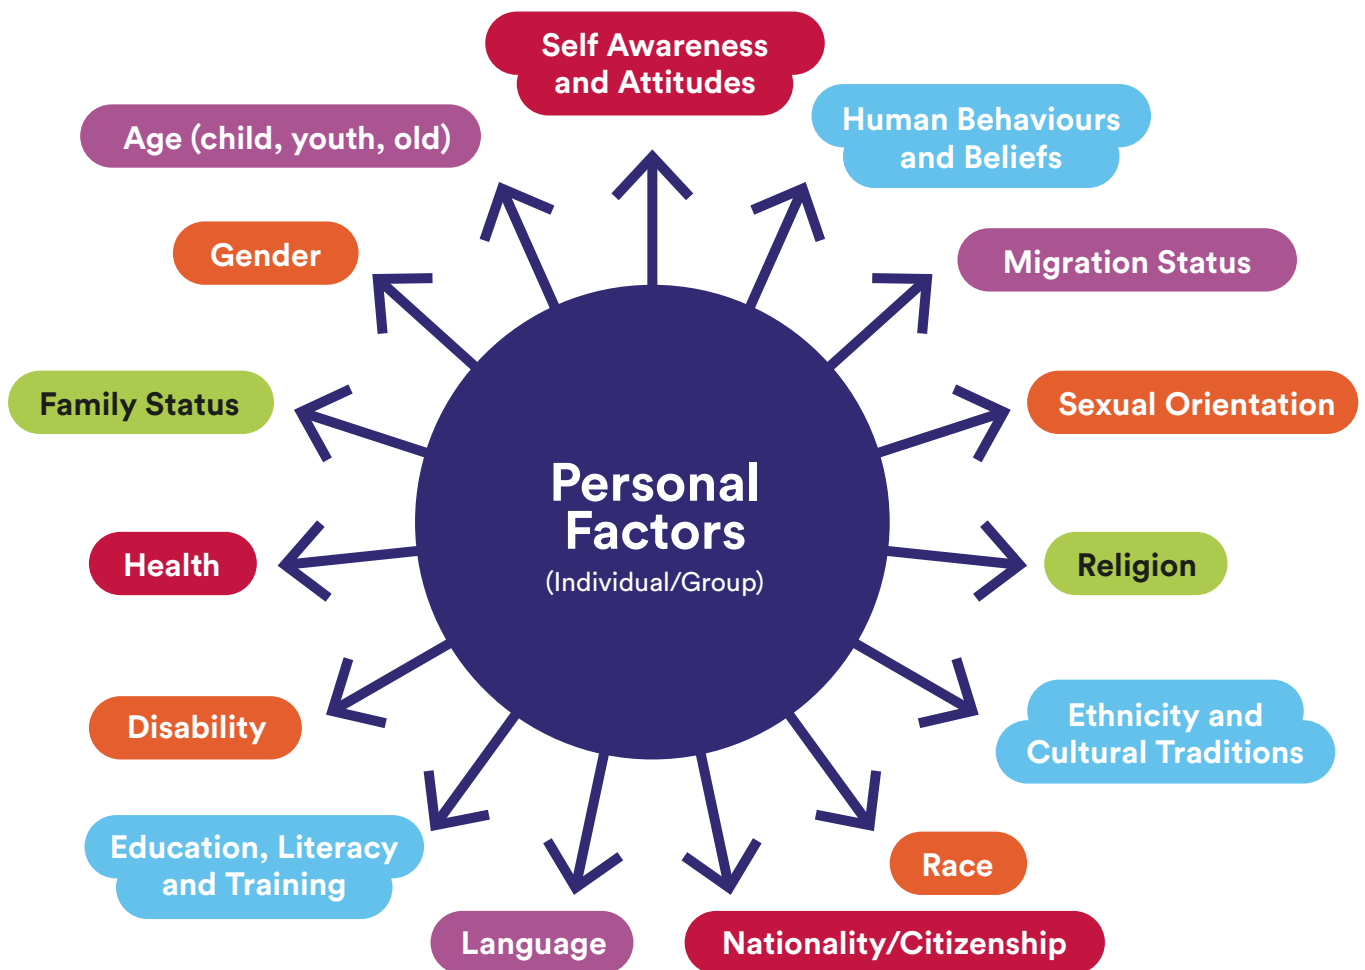 Self Awareness
and Attitudes
Human Behaviours
and Beliefs
Migration Status
Sexual Orientation
Religion
Ethnicity and
Cultural Traditions
Race
Nationality/Citizenship
Language
Education, Literacy
and Training
Disability
Health
Family Status
Gender
Age (child, youth, old)
Personal
Factors
(Individual/Group)